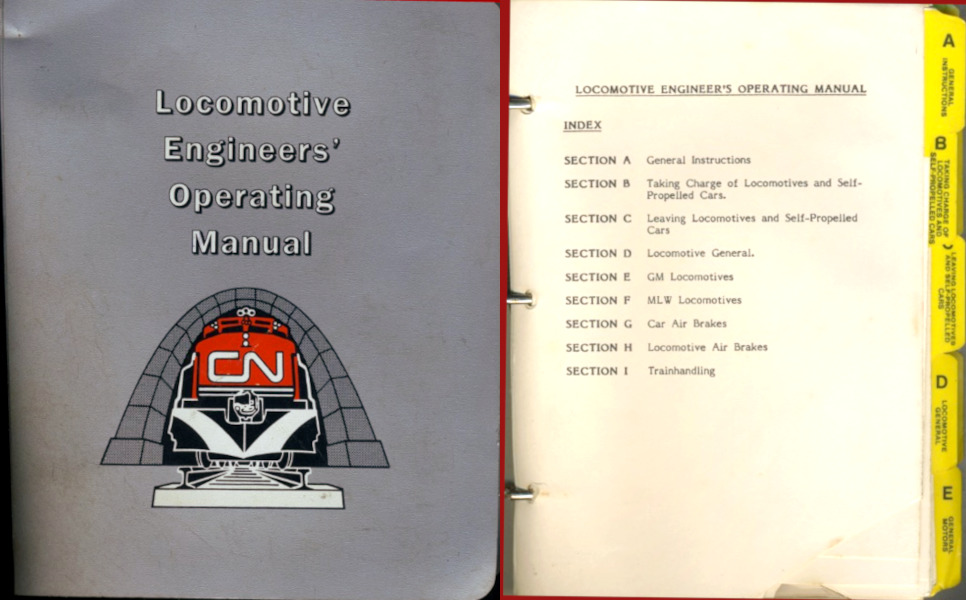 Locomotive
Engineers'
Operating
Manual
CN
LOCOMOTIVE ENGINEER'S OPERATING MANUAL
INDEX
SECTION A General Instructions
SECTION B Taking Charge of Locomotives and Self-
Propelled Cars.
SECTION C Leaving Locomotives and Self-Propelled
Cars
SECTION D Locomotive General.
SECTION E GM Locomotives
SECTION F MLW Locomotives
SECTION G Car Air Brakes
SECTION H Locomotive Air Brakes
SECTION I Trainhandling
A
GENERAL
INSTRUCTIONS
B
TAKING CHARGE OF
LOCOMOTIVES AND
SELF-PROPELLED CARS
LEAVING LOCOMOTIVES
AND SELF-PROPELLED
CARS
D
LOCOMOTIVE
GENERAL
E
GENERAL
MOTORS